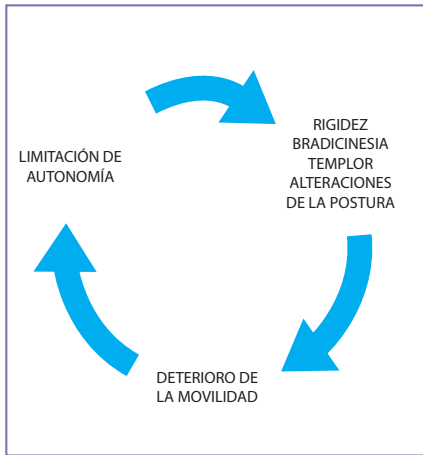 LIMITACIÓN DE
AUTONOMÍA
RIGIDEZ
BRADICINESIA
TEMPLOR
ALTERACIONES
DE LA POSTURA
DETERIORO DE
LA MOVILIDAD